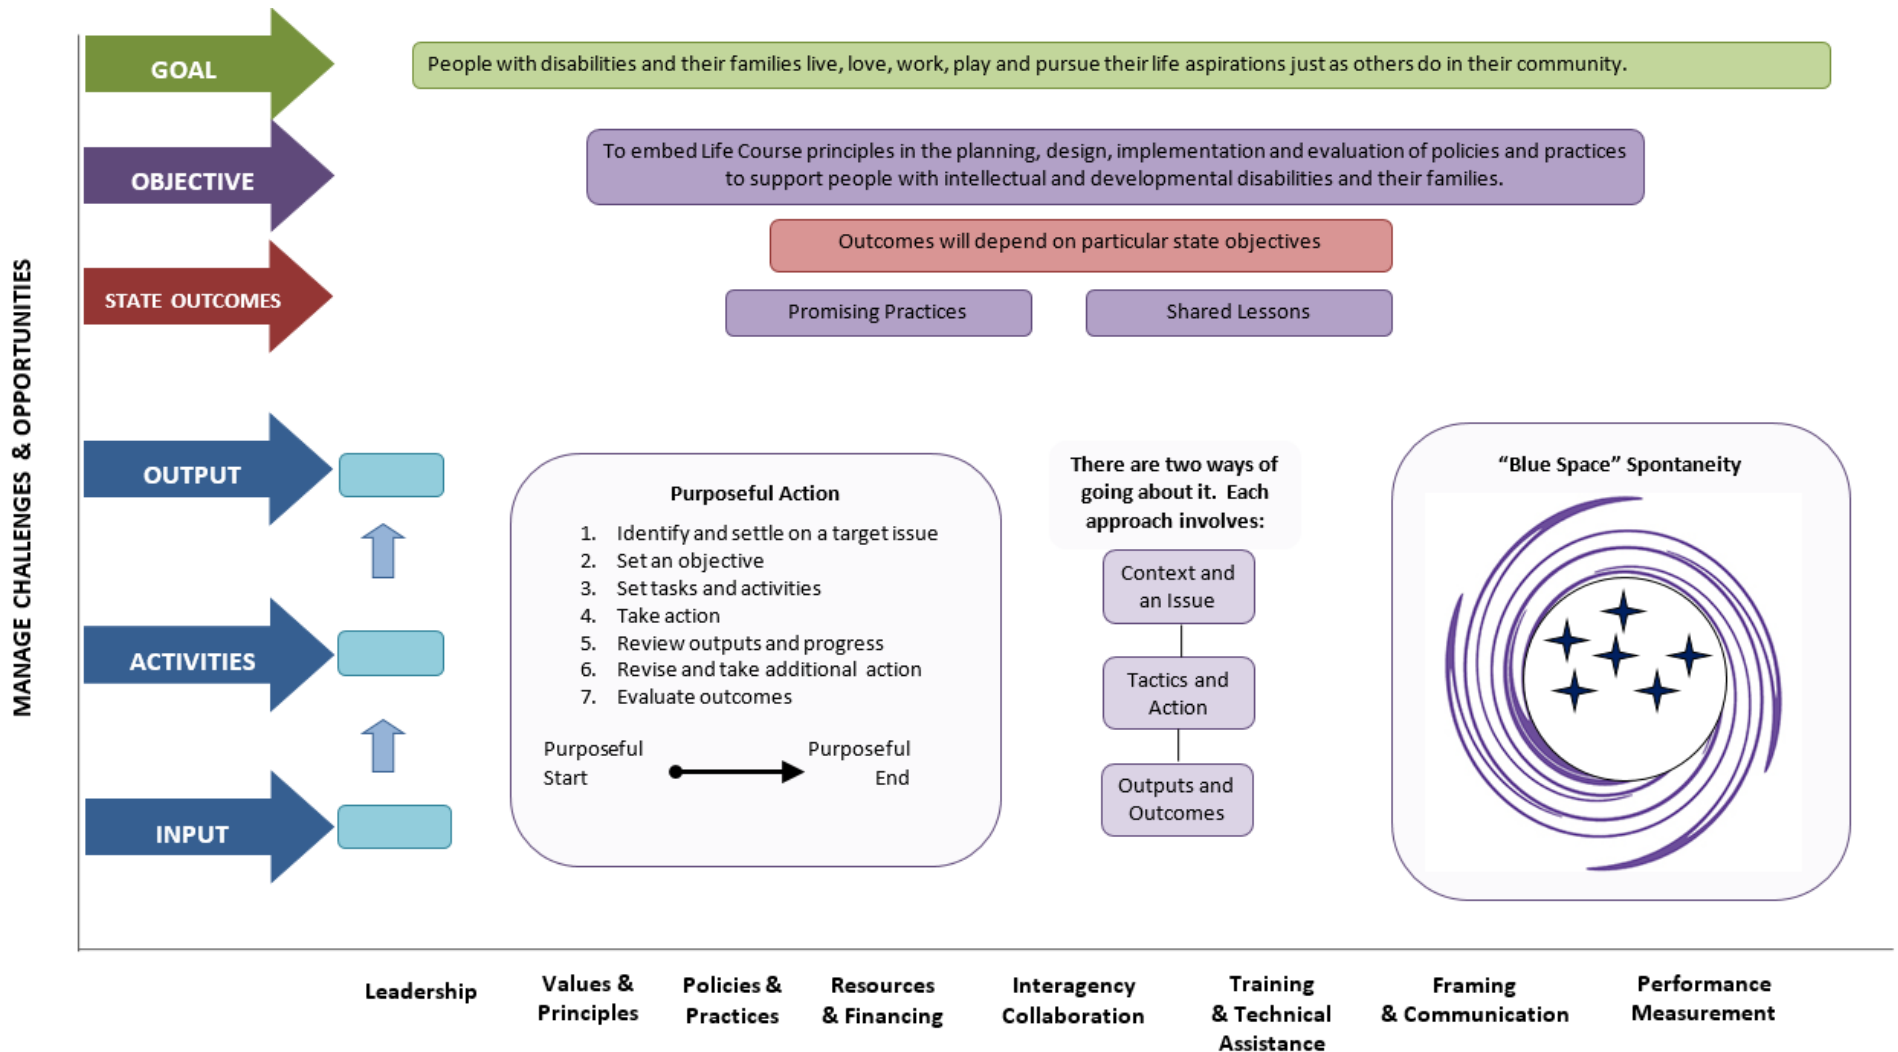 MANAGE CHALLENGES & OPPORTUNITIES
GOAL
People with disabilities and their families live, love, work, play and pursue their life aspirations just as others do in their community.
OBJECTIVE
To embed Life Course principles in the planning, design, implementation and evaluation of policies and practices
to support people with intellectual and developmental disabilities and their families.
STATE OUTCOMES
Outcomes will depend on particular state objectives
Promising Practices
Shared Lessons
OUTPUT
ACTIVITIES
INPUT
Purposeful Action
1. Identify and settle on a target issue
2. Set an objective
3. Set tasks and activities
4. Take action
5. Review outputs and progress
6. Revise and take additional action
7. Evaluate outcomes
Purposeful
Start
Purposeful
End
There are two ways of
going about it. Each
approach involves:
Context and
an Issue
Tactics and
Action
Outputs and
Outcomes
“Blue Space” Spontaneity
Leadership
Values &
Principles
Policies &
Practices
Resources
& Financing
Interagency
Collaboration
Training
& Technical
Assistance
Framing
& Communication
Performance
Measurement